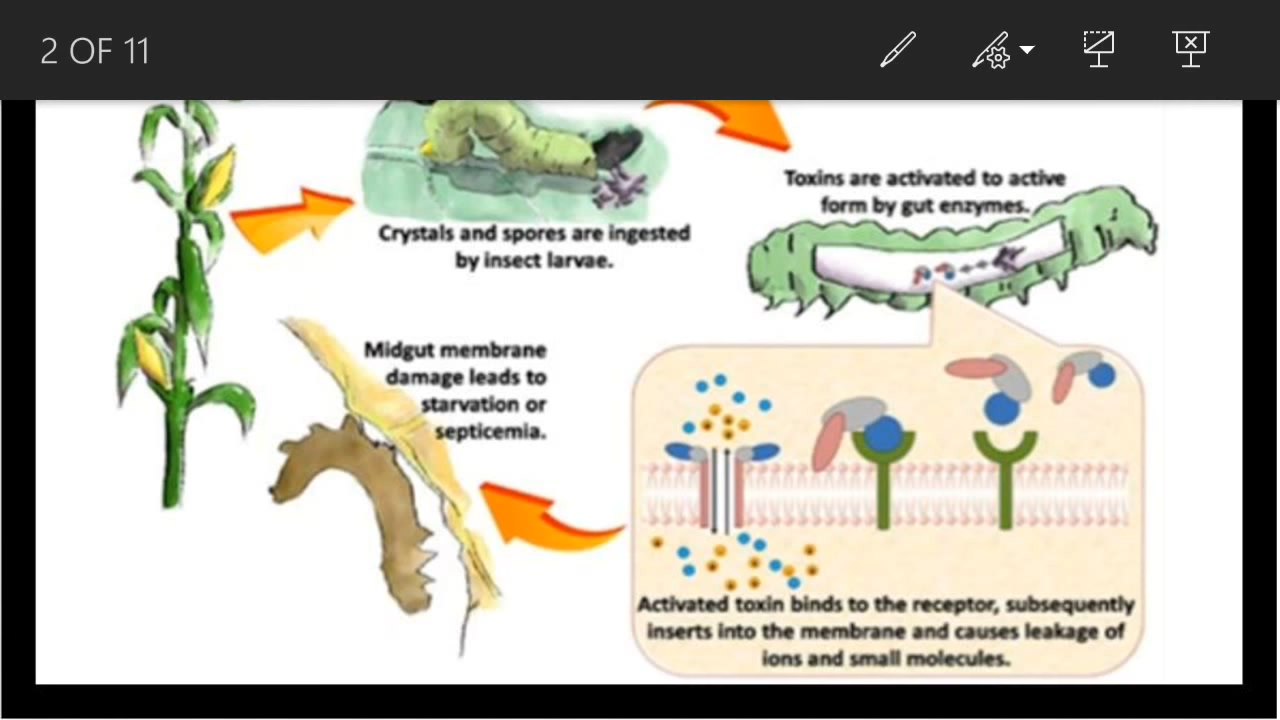 2 OF 11
Toxins are activated to active
form by gut enzymes.
Crystals and spores are ingested
by insect larvae.
Midgut membrane
damage leads to
starvation or
septicemia.
Activated toxin binds to the receptor, subsequently
inserts into the membrane and causes leakage of
ions and small molecules.